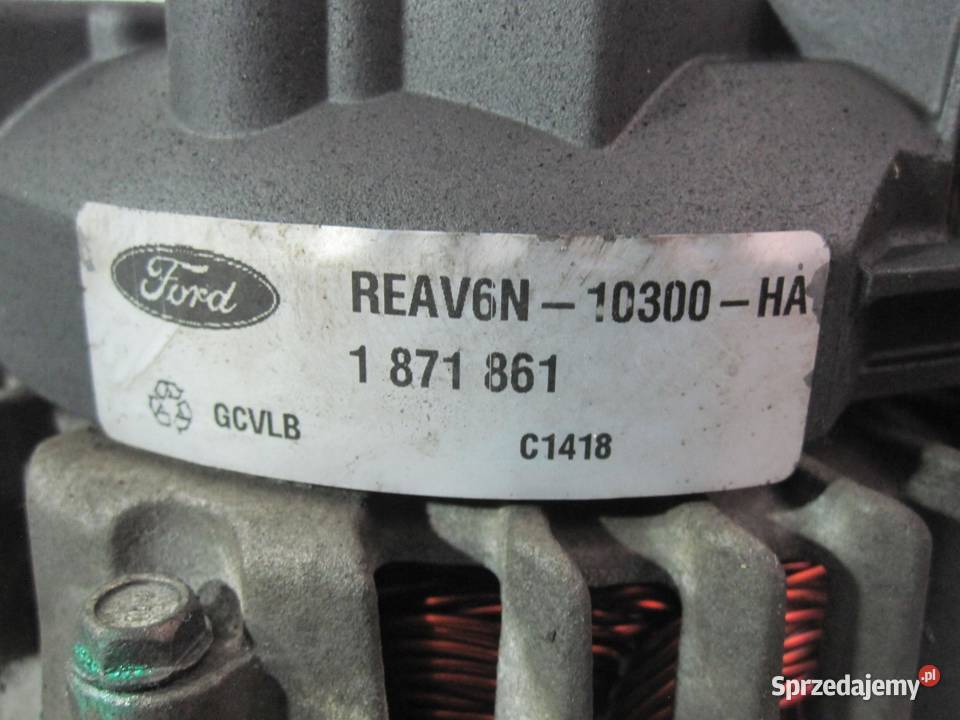 Ford
REAV6N-10300-HA
1 871 861
GCVLB
C1418
Sprzedajemy.pl